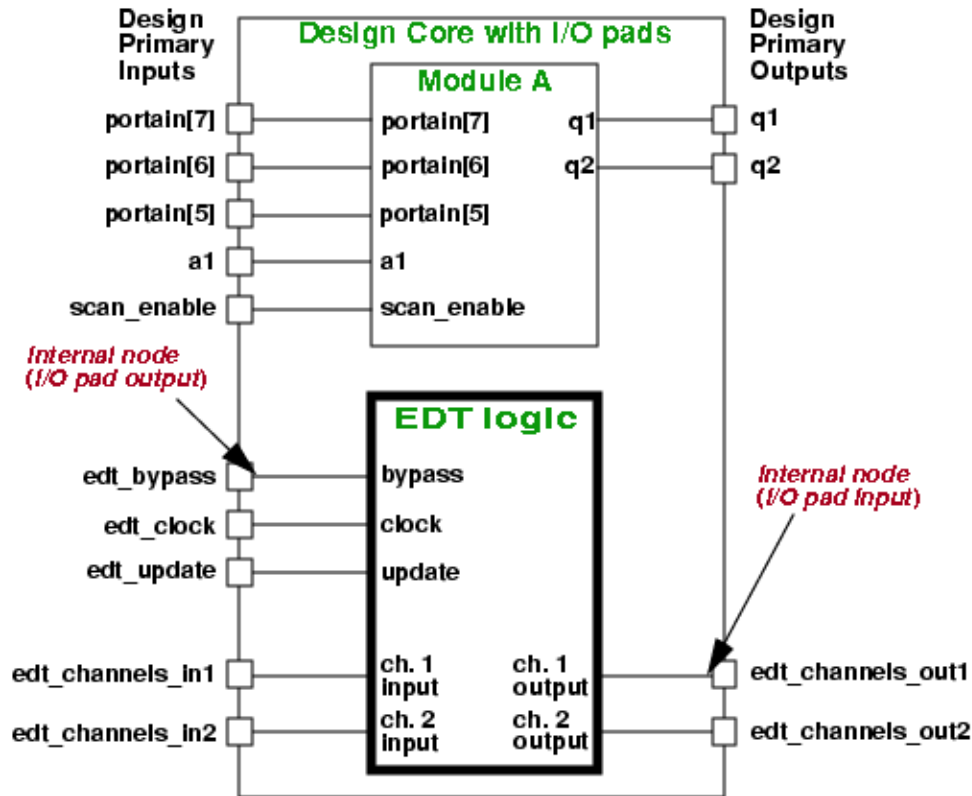 Design
Primary
Inputs
Design Core with I/O pads
Design
Primary
Outputs
Module A
portain[7]
portain[7]
q1
q1
portain[6]
portain[6]
q2
q2
portain[5]
portain[5]
a1
a1
scan_enable
scan_enable
Internal node
(I/O pad output)
EDT logic
edt_bypass
bypass
Internal node
(I/O pad Input)
edt_clock
clock
edt_update
update
edt_channels_in1
ch. 1
input
ch. 1
output
edt_channels_out1
edt_channels_in2
ch. 2
input
ch. 2
output
edt_channels_out2